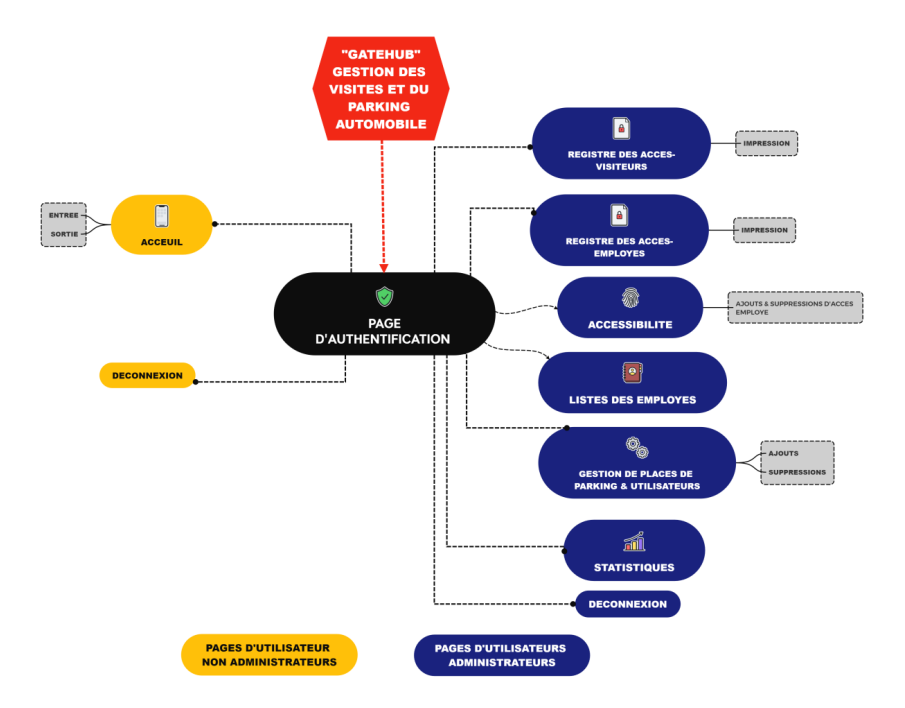 "GATEHUB"
GESTION DES
VISITES ET DU
PARKING
AUTOMOBILE
REGISTRE DES ACCES-
VISITEURS
IMPRESSION
ENTREE
SORTIE
ACCEUIL
REGISTRE DES ACCES-
EMPLOYES
IMPRESSION
PAGE
D'AUTHENTIFICATION
ACCESSIBILITE
AJOUTS & SUPPRESSIONS D'ACCES
EMPLOYE
DECONNEXION
LISTES DES EMPLOYES
GESTION DE PLACES DE
PARKING & UTILISATEURS
AJOUTS
SUPPRESSIONS
STATISTIQUES
DECONNEXION
PAGES D'UTILISATEUR
NON ADMINISTRATEURS
PAGES D'UTILISATEURS
ADMINISTRATEURS